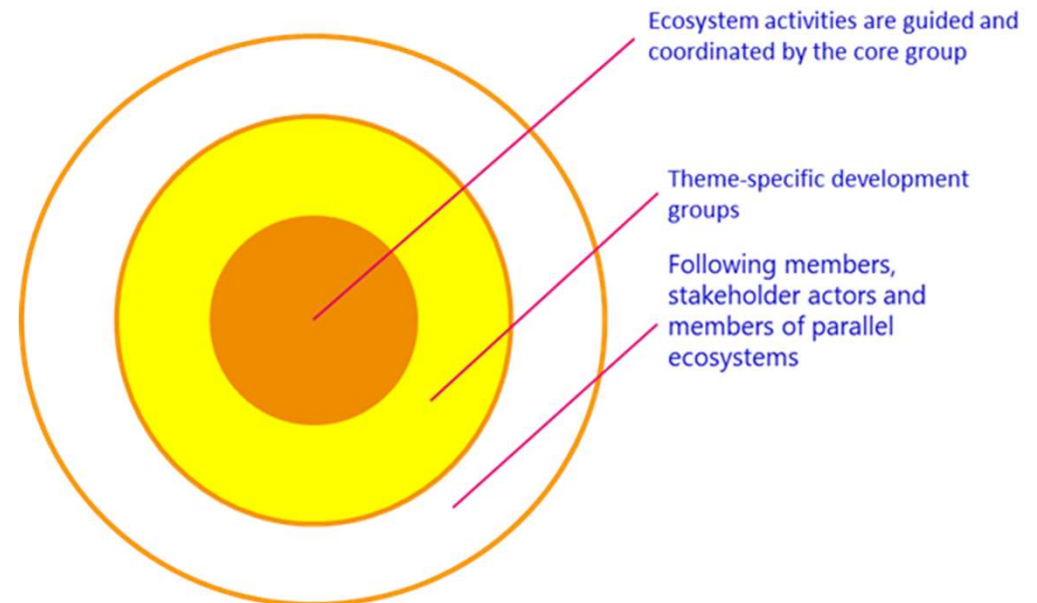 Ecosystem activities are guided and
coordinated by the core group
Theme-specific development
groups
Following members,
stakeholder actors and
members of parallel
ecosystems